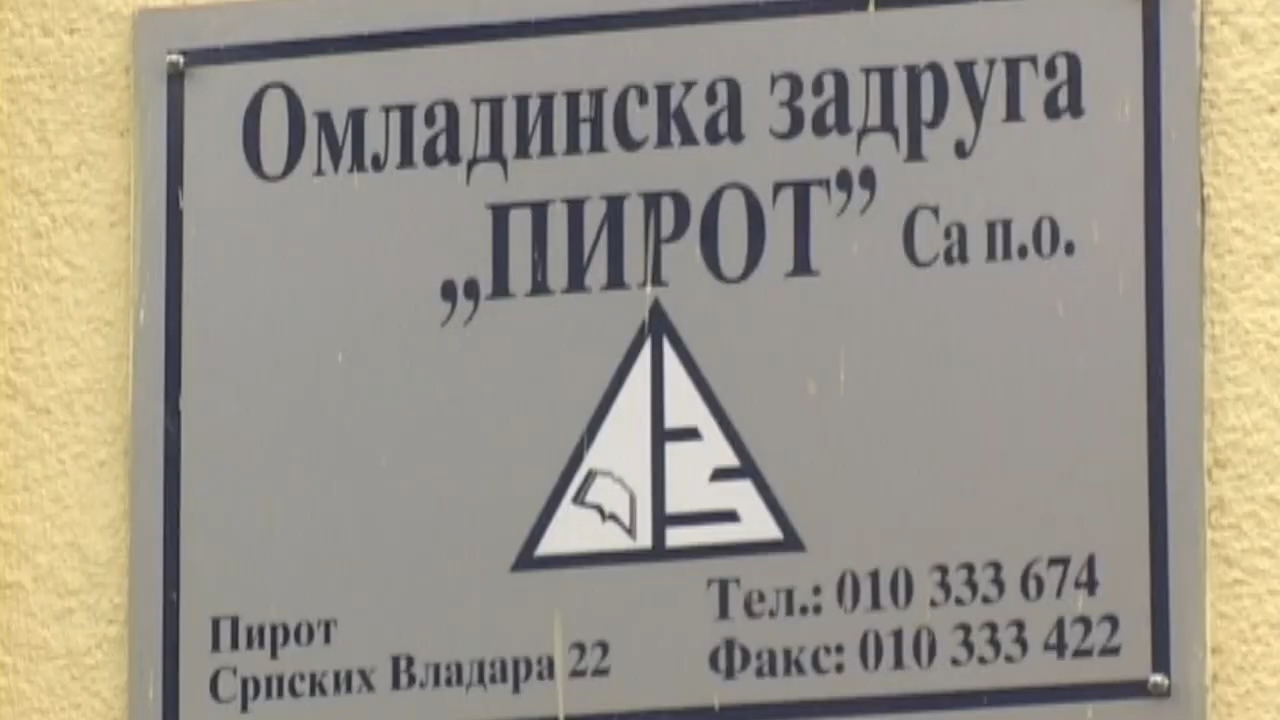 Омладинска задруга
„ПИРОТ” Са п.о.
Пирот
Српских Владара 22
Тел.: 010 333 674
Факс: 010 333 422